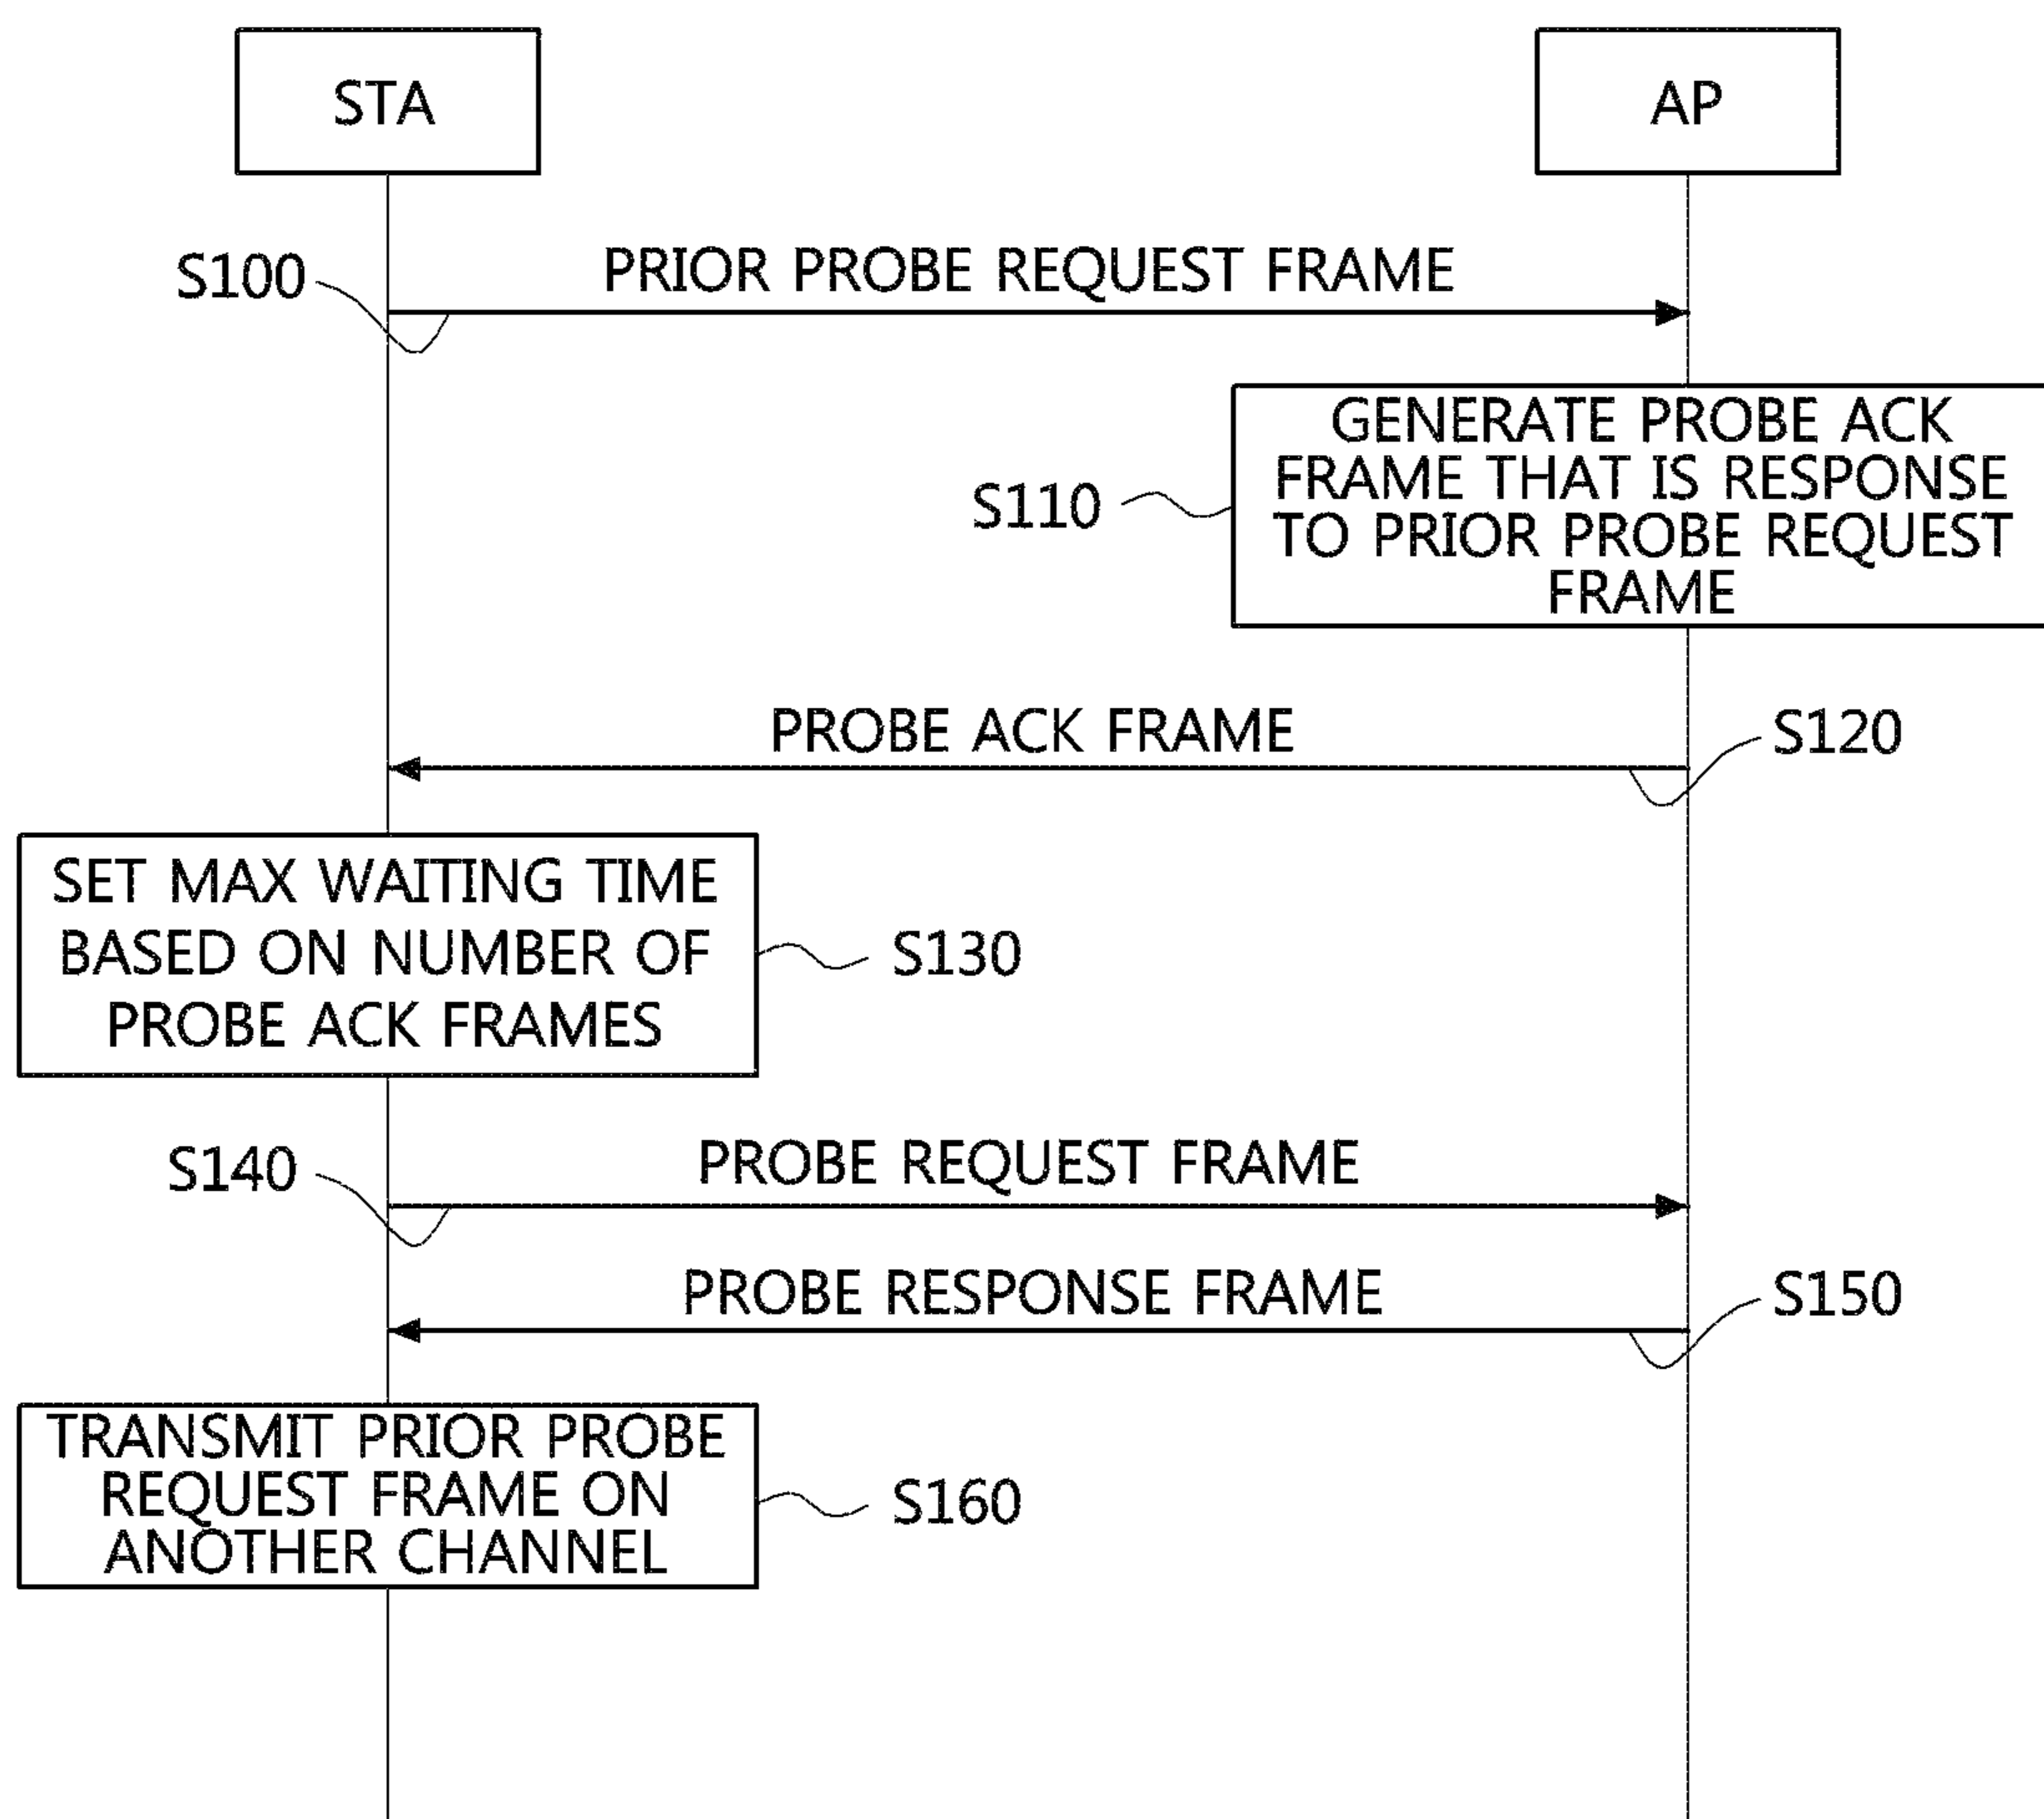 STA
AP
S100
PRIOR PROBE REQUEST FRAME
GENERATE PROBE ACK
FRAME THAT IS RESPONSE
TO PRIOR PROBE REQUEST
FRAME
S110
PROBE ACK FRAME
S120
SET MAX WAITING TIME
BASED ON NUMBER OF
PROBE ACK FRAMES
S130
S140
PROBE REQUEST FRAME
PROBE RESPONSE FRAME
S150
TRANSMIT PRIOR PROBE
REQUEST FRAME ON
ANOTHER CHANNEL
S160